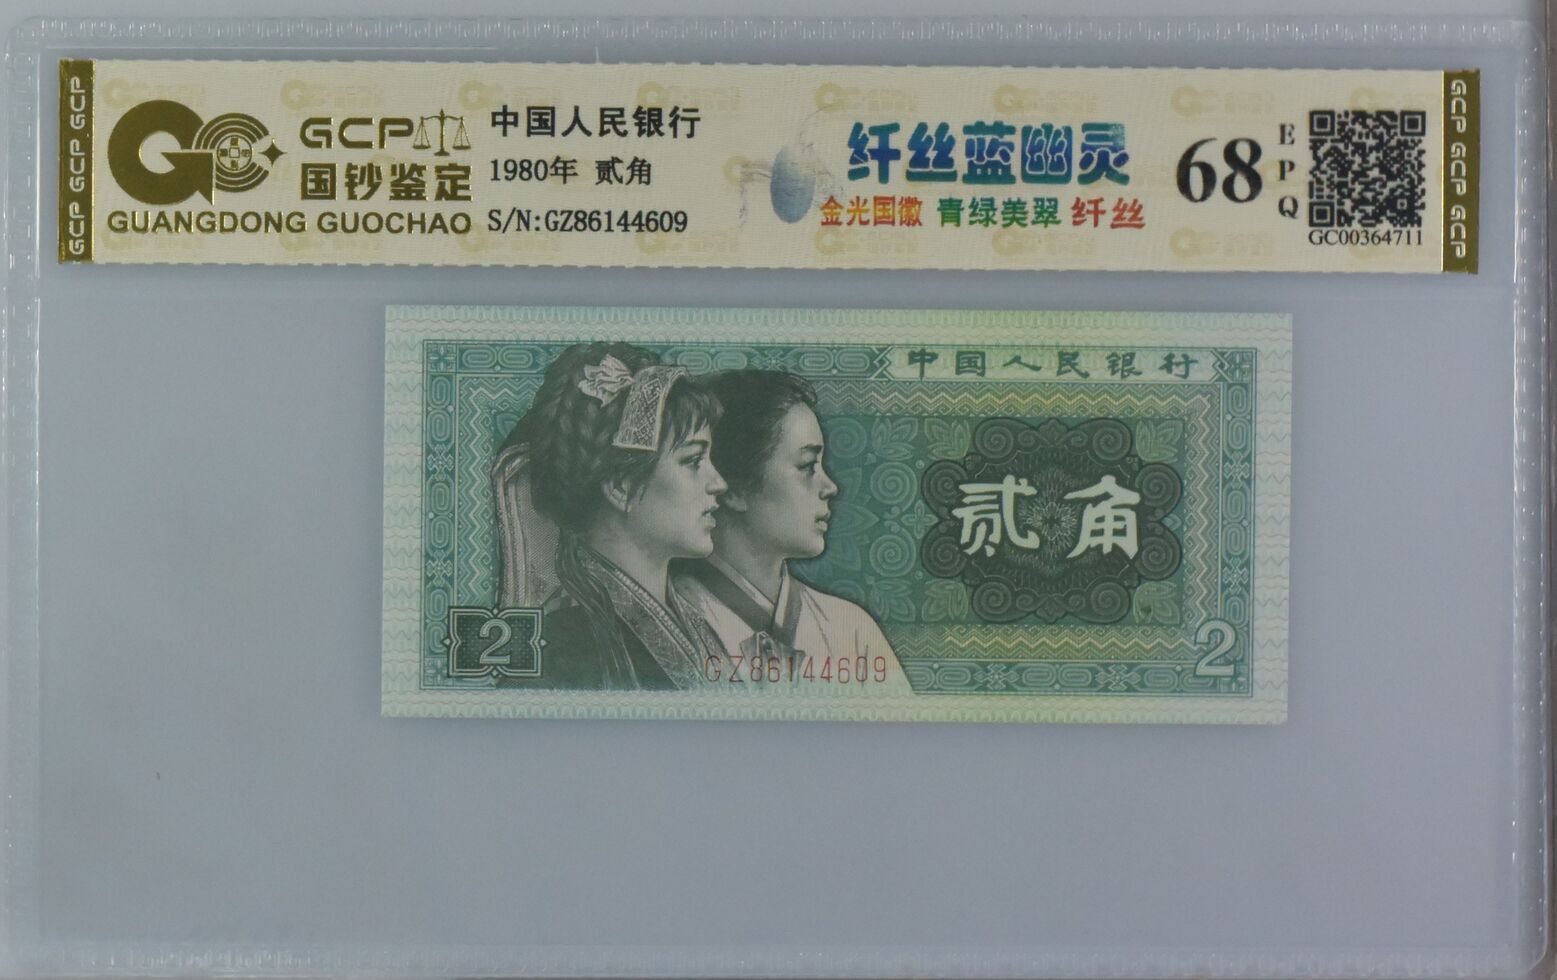 GCP GCP GCP
GCP
国钞鉴定
GUANGDONG GUOCHAO
中国人民银行
1980年 贰角
S/N:GZ86144609
纤丝蓝幽灵
金光国徽 青绿美翠 纤丝
68
EPQ
GC00364711
GCP GCP GCP
中国人民银行
贰角
2
GZ86144609
2